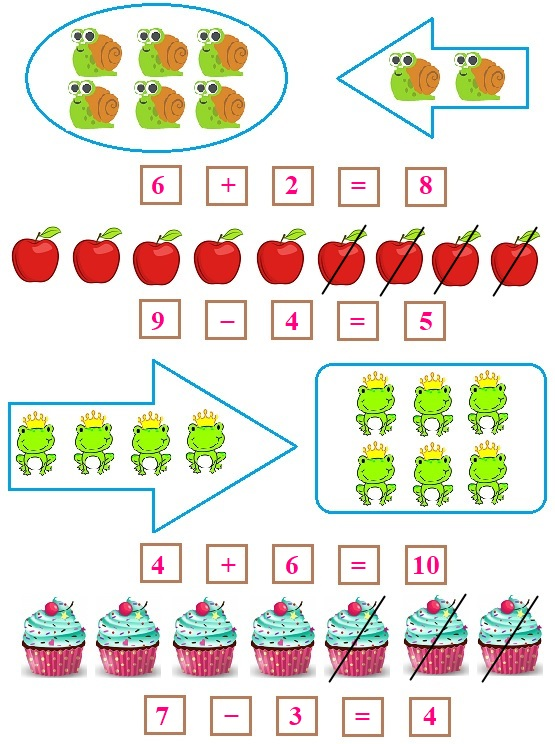 6 + 2 = 8
9 − 4 = 5
4 + 6 = 10
7 − 3 = 4